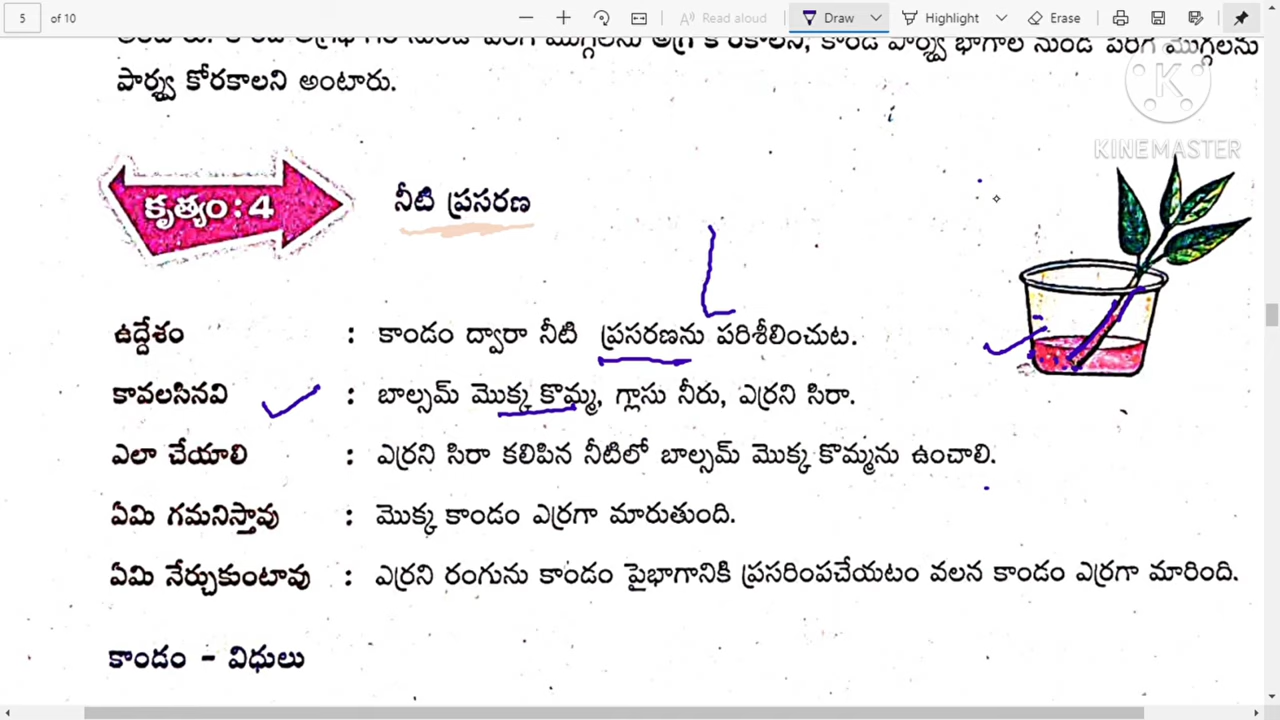 5 of 10 Read aloud Draw Highlight Erase
కాండ పార్శ్వ భాగాల నుండి పెరిగే మొగ్గలను
పార్శ్వ కోరకాలని అంటారు.
KINEMASTER
కృత్యం : 4 నీటి ప్రసరణ
ఉద్దేశం : కాండం ద్వారా నీటి ప్రసరణను పరిశీలించుట.
కావలసినవి : బాల్సమ్ మొక్క కొమ్మ, గ్లాసు నీరు, ఎర్రని సిరా.
ఎలా చేయాలి : ఎర్రని సిరా కలిపిన నీటిలో బాల్సమ్ మొక్క కొమ్మను ఉంచాలి.
ఏమి గమనిస్తావు : మొక్క కాండం ఎర్రగా మారుతుంది.
ఏమి నేర్చుకుంటావు : ఎర్రని రంగును కాండం పైభాగానికి ప్రసరింపచేయటం వలన కాండం ఎర్రగా మారింది.
కాండం – విధులు